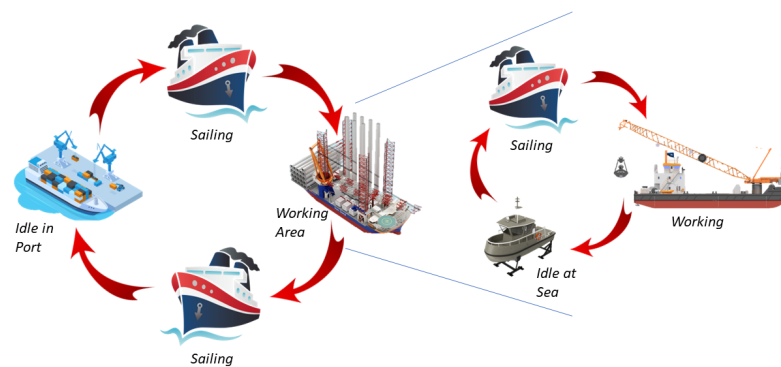 Sailing
Sailing
Working
Area
Working
Idle in
Port
Idle at
Sea
Sailing